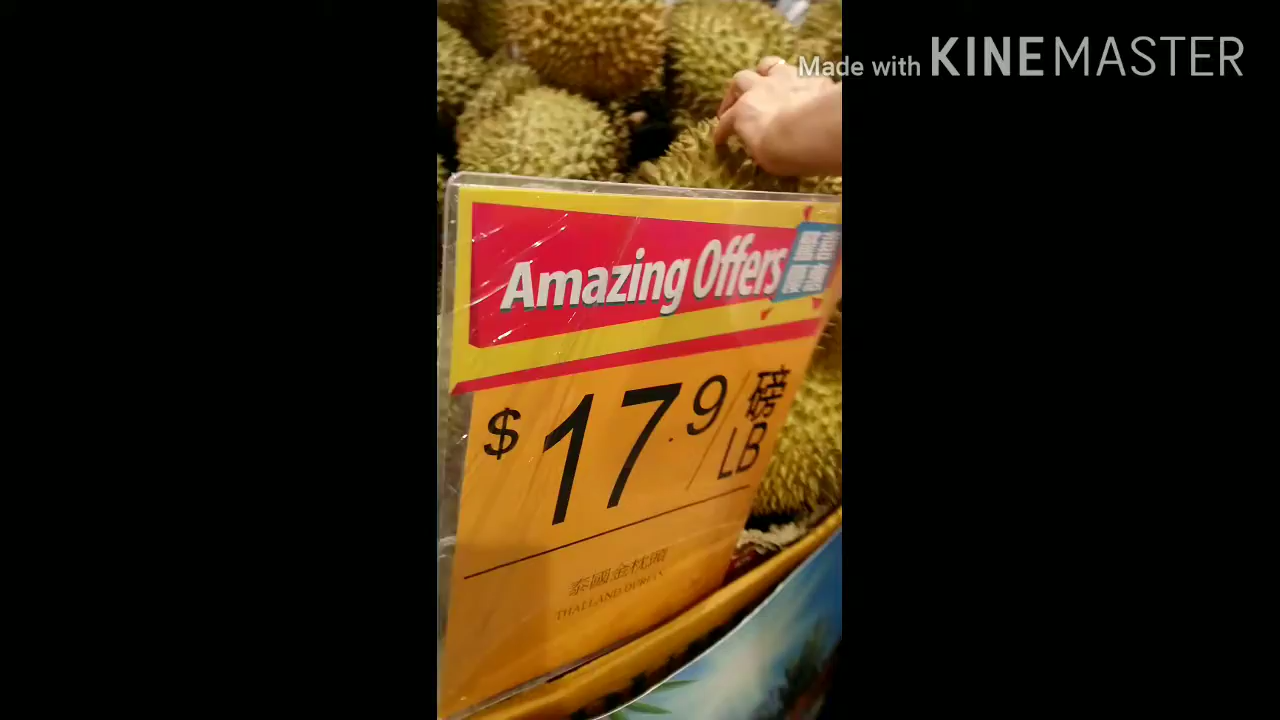 Made with KINEMASTER
Amazing Offers
$17.9/磅
LB
泰國金枕頭
THAILAND DURIAN